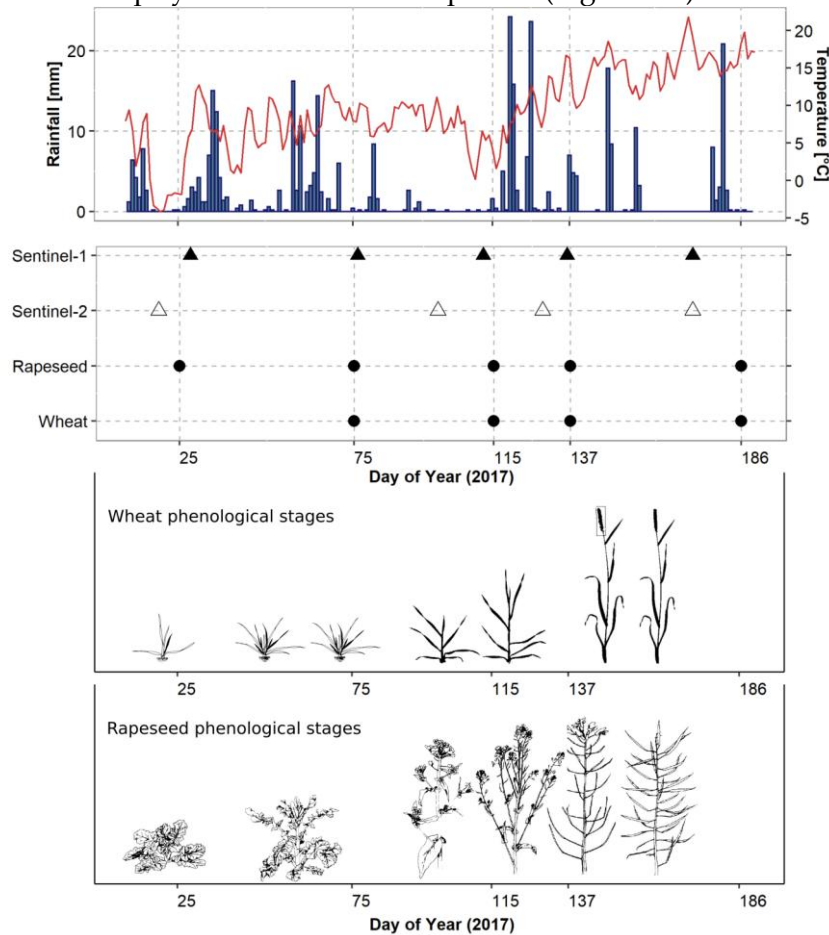 Rainfall [mm]
20
10
0
Temperature [°C]
20
15
10
5
0
-5
Sentinel-1
Sentinel-2
Rapeseed
Wheat
25 75 115 137 186
Day of Year (2017)
Wheat phenological stages
25 75 115 137 186
Rapeseed phenological stages
25 75 115 137 186
Day of Year (2017)